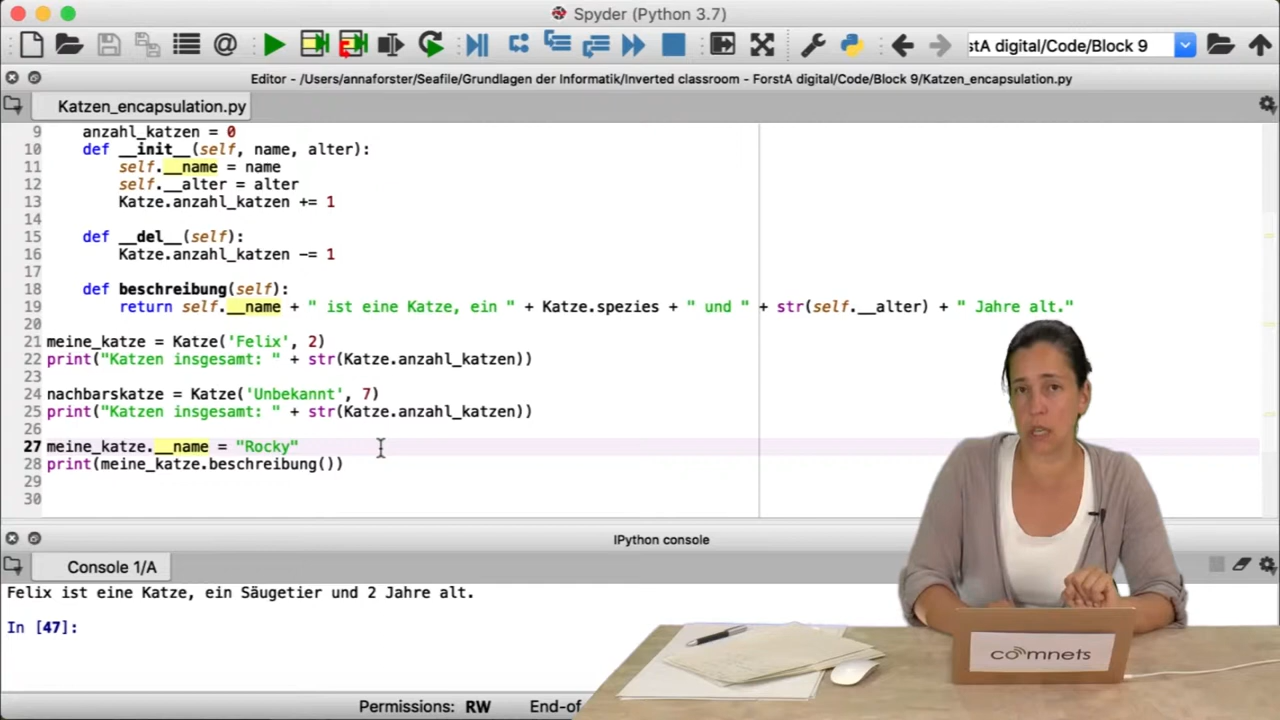 Spyder (Python 3.7)
stA digital/Code/Block 9
Editor - /Users/annaforster/Seafile/Grundlagen der Informatik/Inverted classroom - ForstA digital/Code/Block 9/Katzen_encapsulation.py
Katzen_encapsulation.py
9 anzahl_katzen = 0
10 def __init__(self, name, alter):
11 self.__name = name
12 self.__alter = alter
13 Katze.anzahl_katzen += 1
14
15 def __del__(self):
16 Katze.anzahl_katzen -= 1
17
18 def beschreibung(self):
19 return self.__name + " ist eine Katze, ein " + Katze.spezies + " und " + str(self.__alter) + " Jahre alt."
20
21 meine_katze = Katze('Felix', 2)
22 print("Katzen insgesamt: " + str(Katze.anzahl_katzen))
23
24 nachbarskatze = Katze('Unbekannt', 7)
25 print("Katzen insgesamt: " + str(Katze.anzahl_katzen))
26
27 meine_katze.__name = "Rocky"
28 print(meine_katze.beschreibung())
29
30
IPython console
Console 1/A
Felix ist eine Katze, ein Säugetier und 2 Jahre alt.
In [47]:
comnets
Permissions: RW End-of